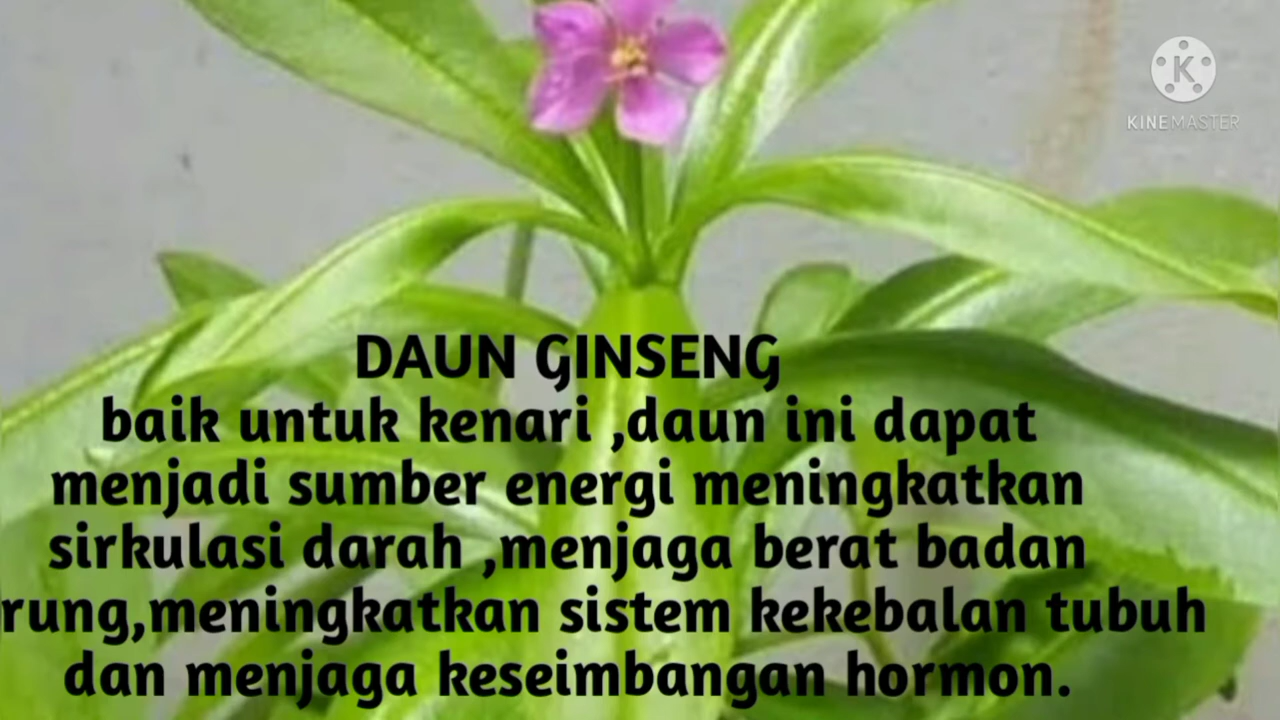 KINEMASTER
DAUN GINSENG
baik untuk kenari ,daun ini dapat
menjadi sumber energi meningkatkan
sirkulasi darah ,menjaga berat badan
rung,meningkatkan sistem kekebalan tubuh
dan menjaga keseimbangan hormon.